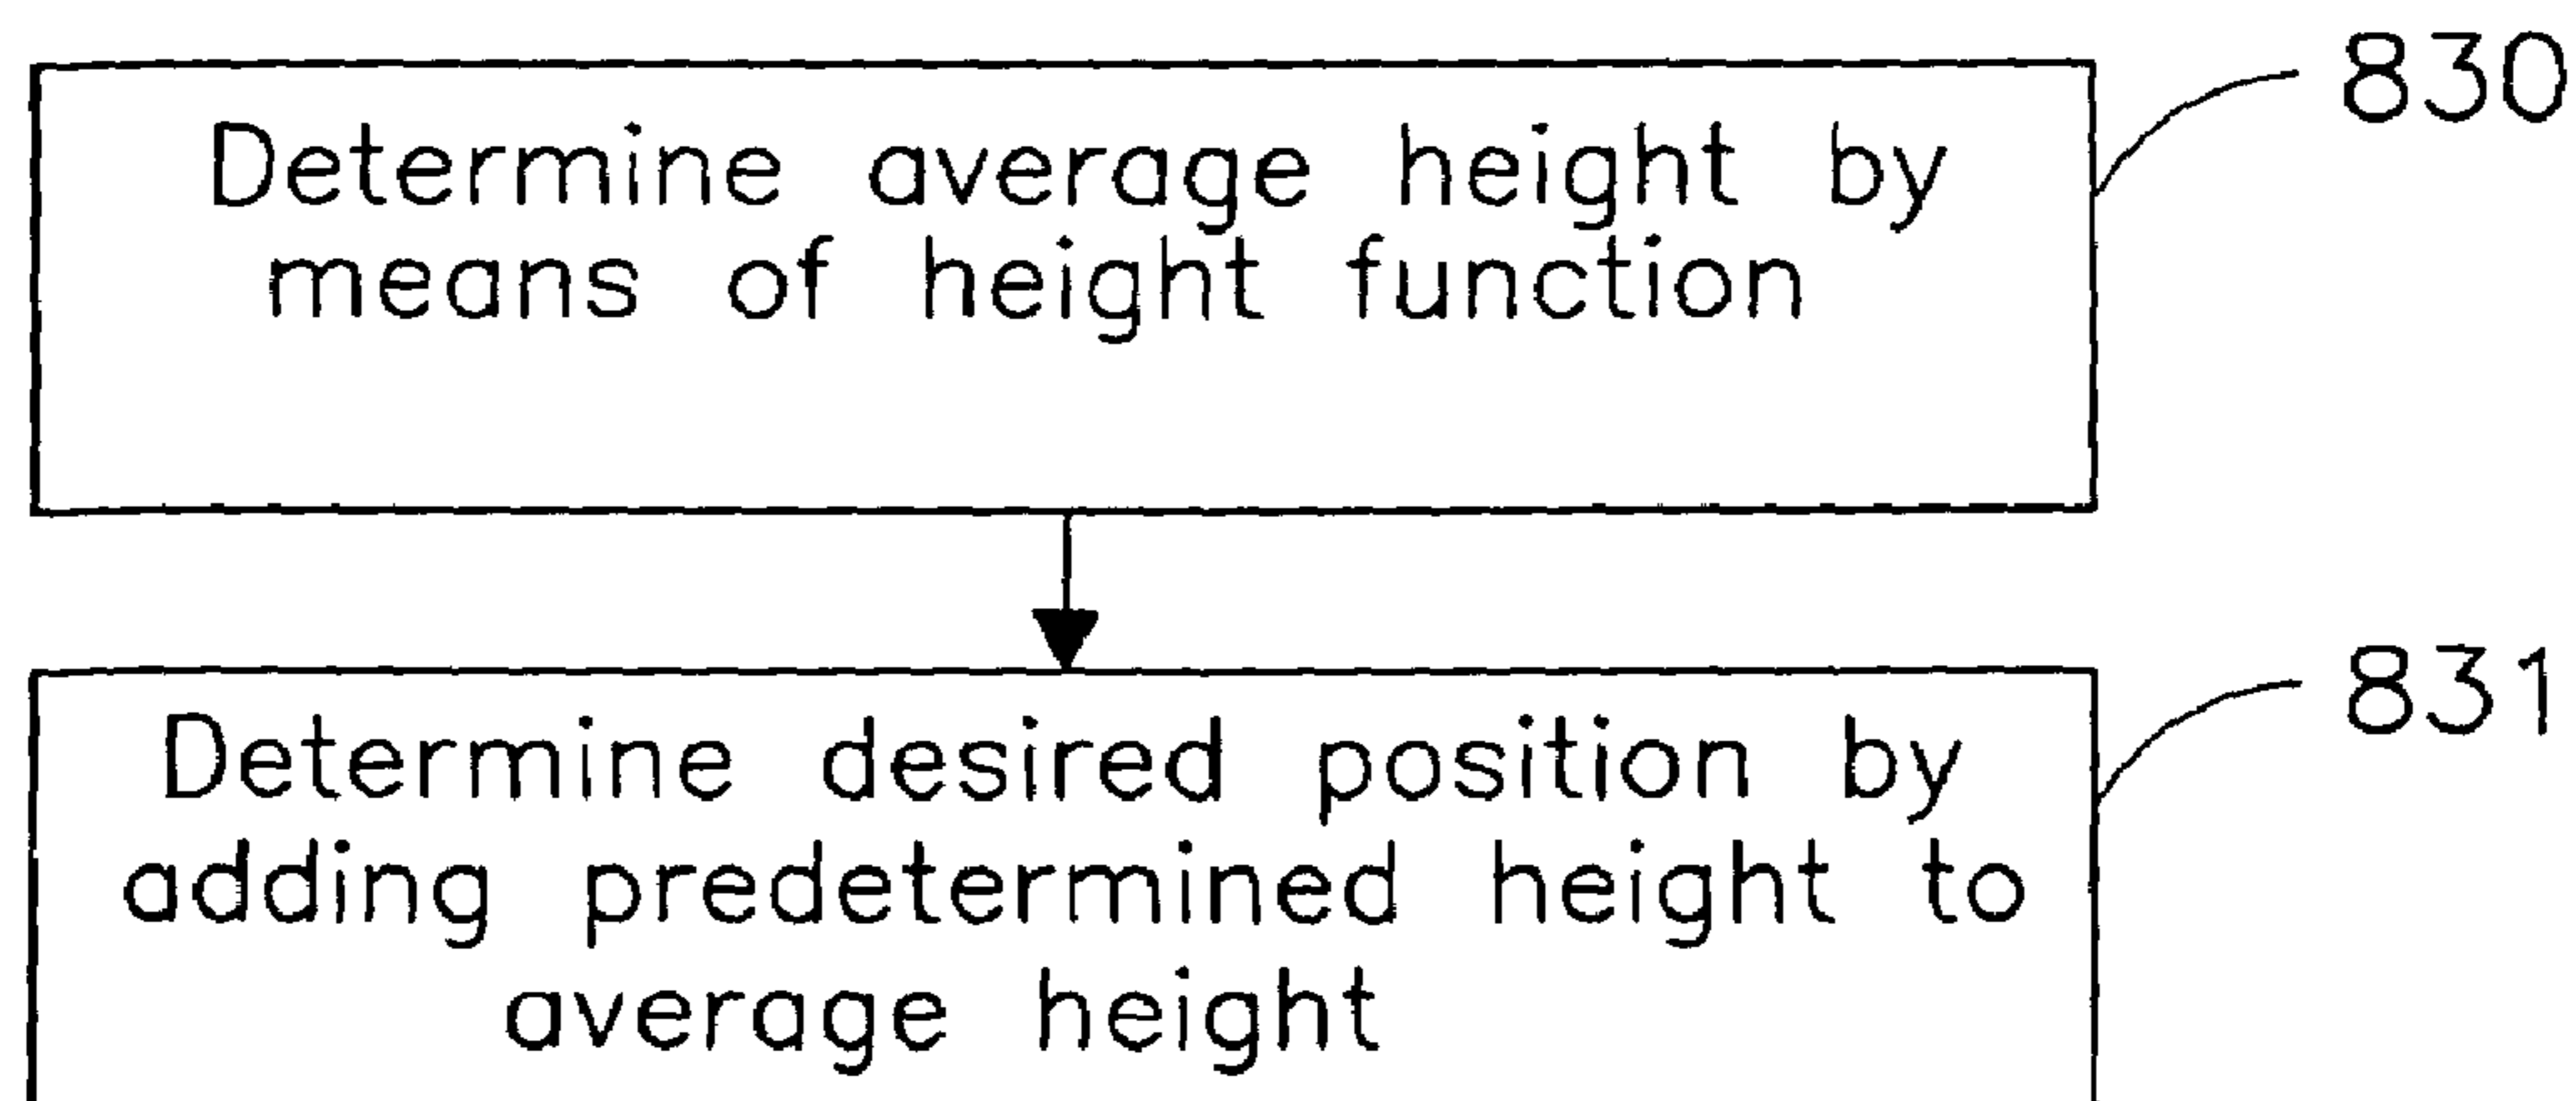 830
Determine average height by
means of height function
831
Determine desired position by
adding predetermined height to
average height